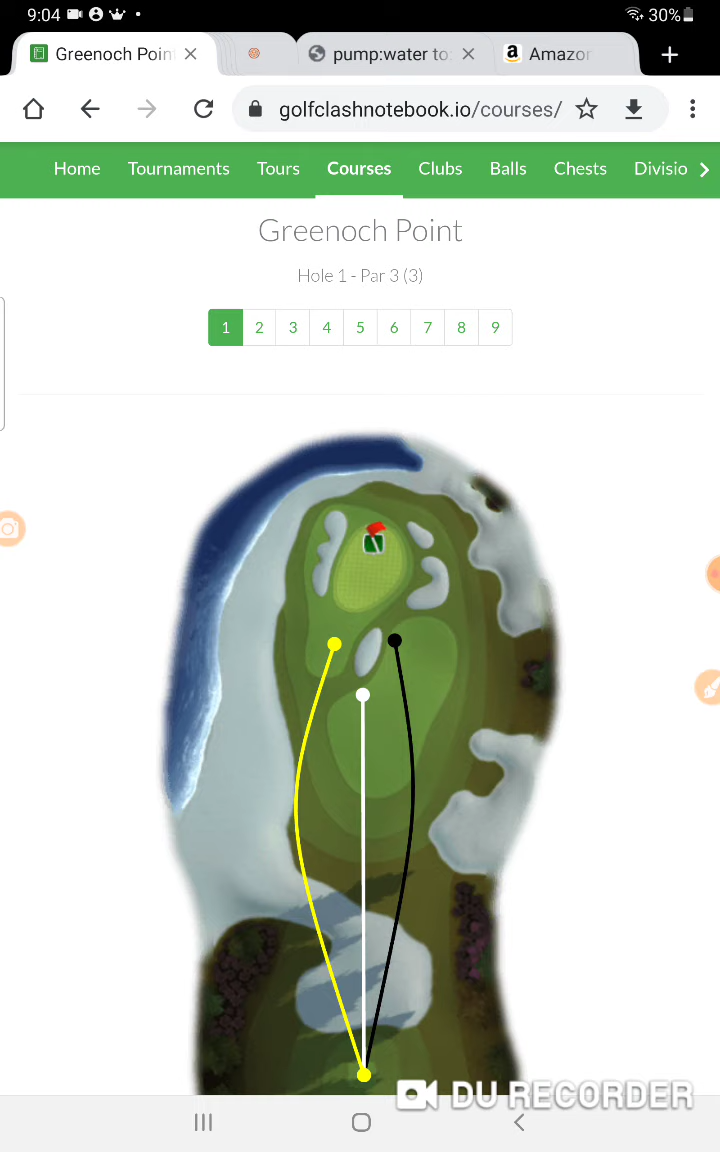 9:04 30%
Greenoch Poin pump:water to Amazon
golfclashnotebook.io/courses/
Home Tournaments Tours Courses Clubs Balls Chests Divisio
Greenoch Point
Hole 1 - Par 3 (3)
1 2 3 4 5 6 7 8 9
DU RECORDER